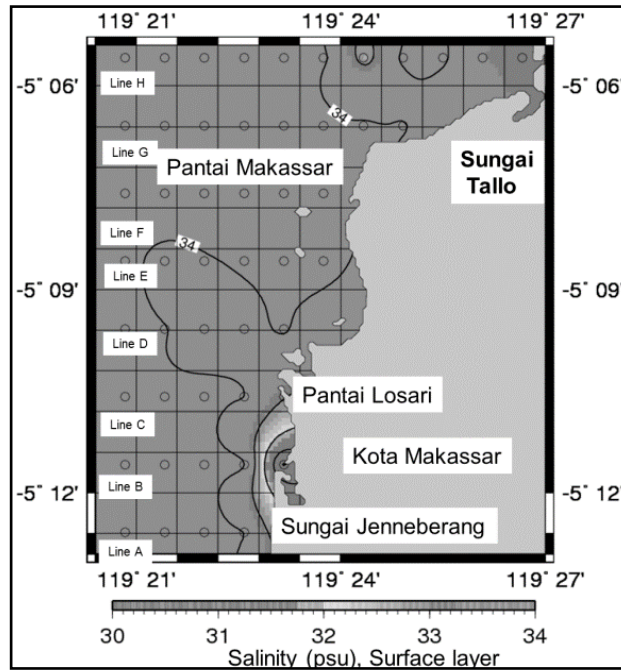 119° 21' 119° 24' 119° 27'
-5° 06' -5° 06'
Line H
34
Line G
Pantai Makassar
Sungai
Tallo
Line F
34
Line E
-5° 09' -5° 09'
Line D
Pantai Losari
Line C
Kota Makassar
Line B
-5° 12' -5° 12'
Sungai Jenneberang
Line A
119° 21' 119° 24' 119° 27'
30 31 32 33 34
Salinity (psu), Surface layer